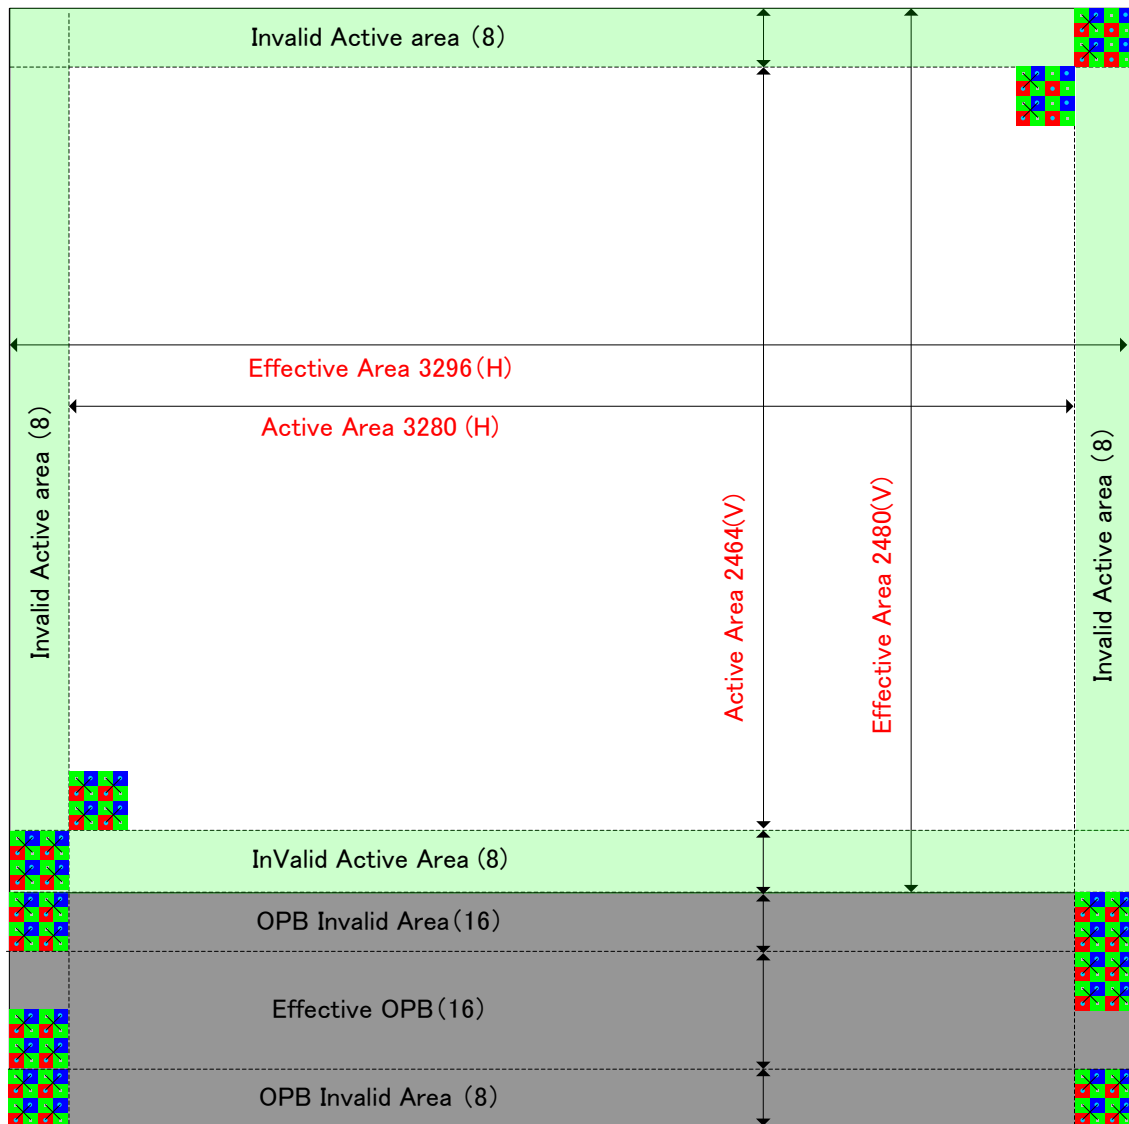 Invalid Active area (8)
Effective Area 3296(H)
Active Area 3280 (H)
Invalid Active area (8)
Active Area 2464(V)
Effective Area 2480(V)
Invalid Active area (8)
InValid Active Area (8)
OPB Invalid Area(16)
Effective OPB(16)
OPB Invalid Area (8)